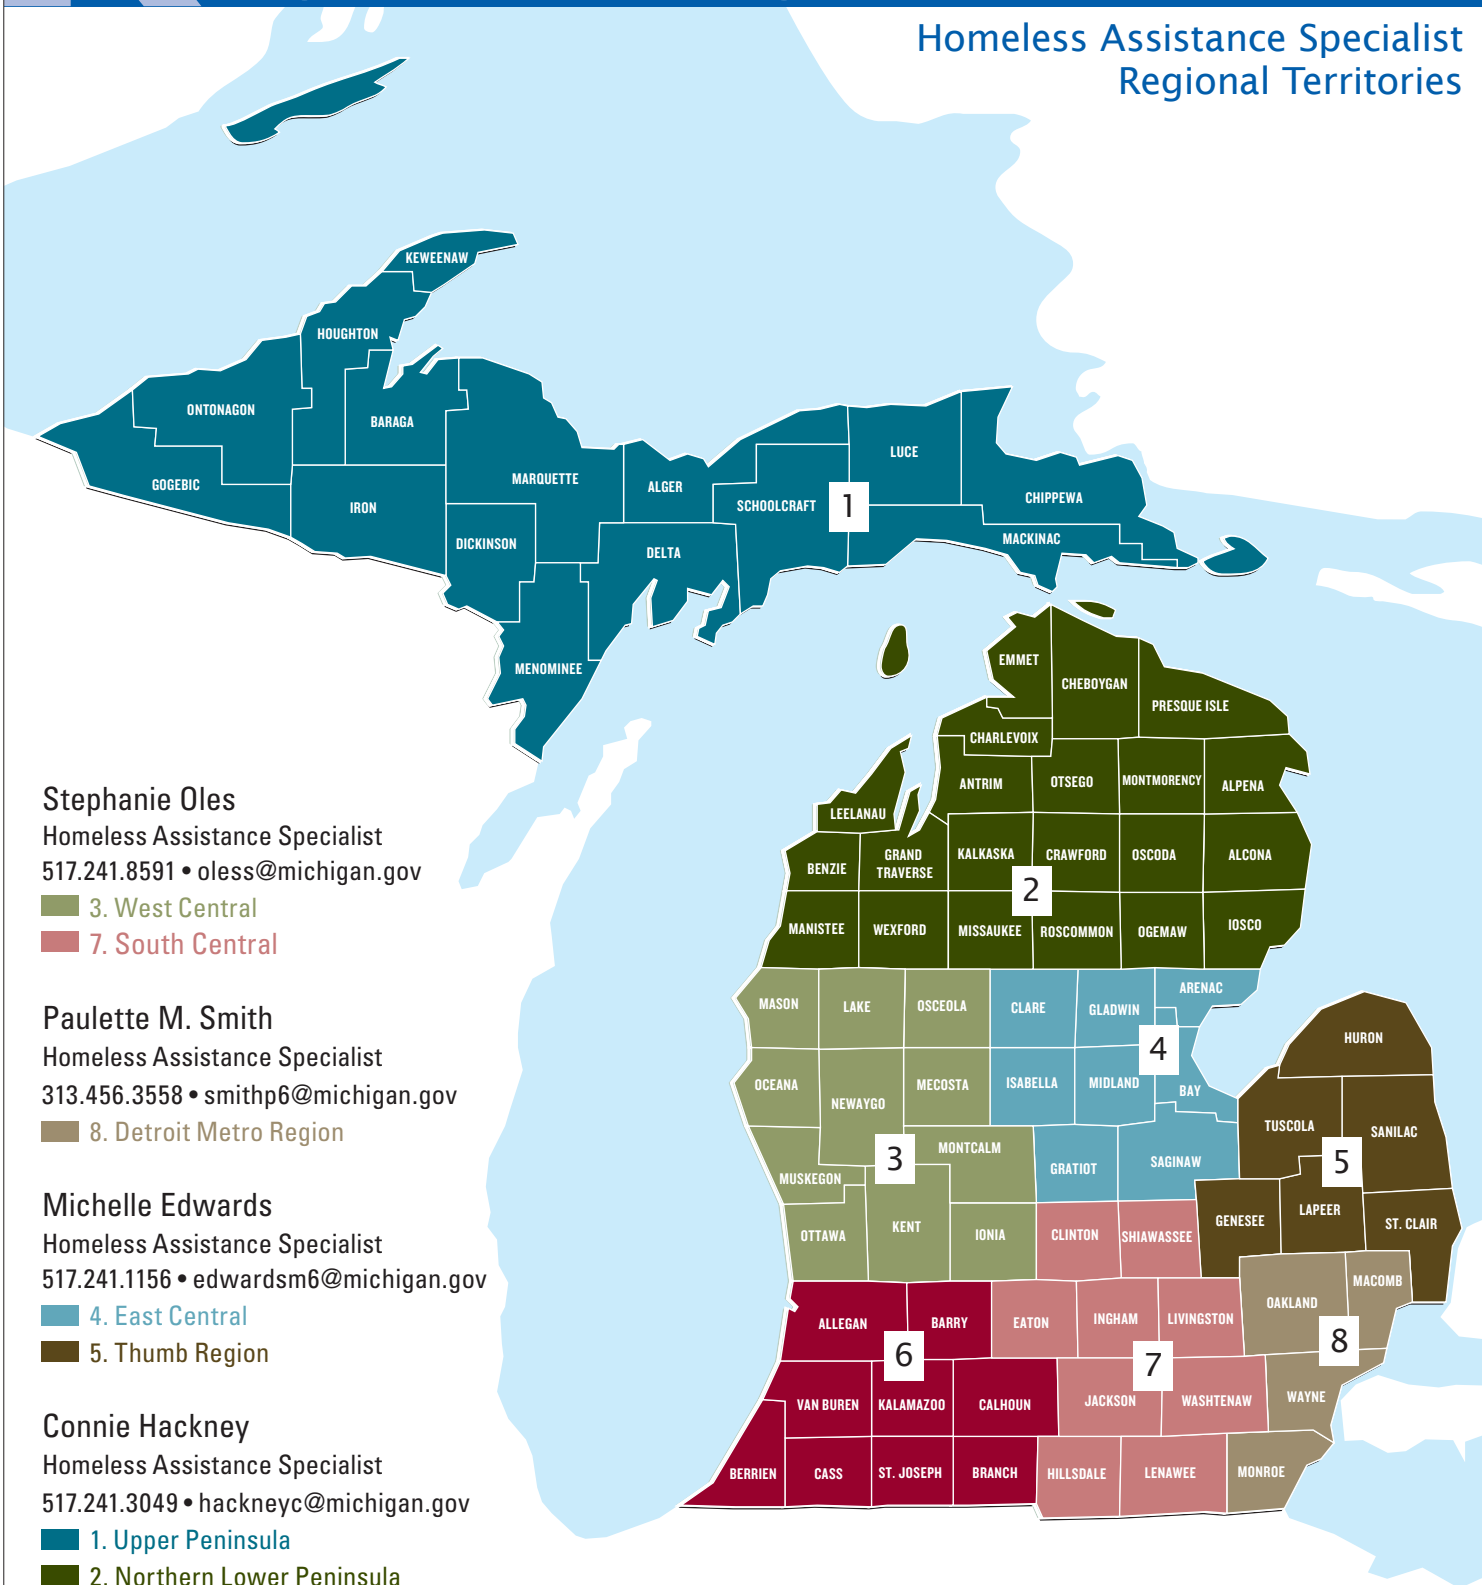 Homeless Assistance Specialist
Regional Territories
KEWEENAW
HOUGHTON
ONTONAGON
BARAGA
GOGEBIC
IRON
MARQUETTE
DICKINSON
ALGER
DELTA
MENOMINEE
SCHOOLCRAFT
1
LUCE
CHIPPEWA
MACKINAC
EMMET
CHEBOYGAN
PRESQUE ISLE
CHARLEVOIX
ANTRIM
OTSEGO
MONTMORENCY
ALPENA
LEELANAU
BENZIE
GRAND
TRAVERSE
KALKASKA
CRAWFORD
OSCODA
ALCONA
2
MANISTEE
WEXFORD
MISSAUKEE
ROSCOMMON
OGEMAW
IOSCO
MASON
LAKE
OSCEOLA
CLARE
GLADWIN
ARENAC
4
OCEANA
NEWAYGO
MECOSTA
ISABELLA
MIDLAND
BAY
HURON
TUSCOLA
SANILAC
5
MUSKEGON
3
MONTCALM
GRATIOT
SAGINAW
OTTAWA
KENT
IONIA
CLINTON
SHIAWASSEE
GENESEE
LAPEER
ST. CLAIR
ALLEGAN
BARRY
EATON
INGHAM
LIVINGSTON
OAKLAND
MACOMB
6
7
8
VAN BUREN
KALAMAZOO
CALHOUN
JACKSON
WASHTENAW
WAYNE
BERRIEN
CASS
ST. JOSEPH
BRANCH
HILLSDALE
LENAWEE
MONROE
Stephanie Oles
Homeless Assistance Specialist
517.241.8591 • oless@michigan.gov
3. West Central
7. South Central
Paulette M. Smith
Homeless Assistance Specialist
313.456.3558 • smithp6@michigan.gov
8. Detroit Metro Region
Michelle Edwards
Homeless Assistance Specialist
517.241.1156 • edwardsm6@michigan.gov
4. East Central
5. Thumb Region
Connie Hackney
Homeless Assistance Specialist
517.241.3049 • hackneyc@michigan.gov
1. Upper Peninsula
2. Northern Lower Peninsula